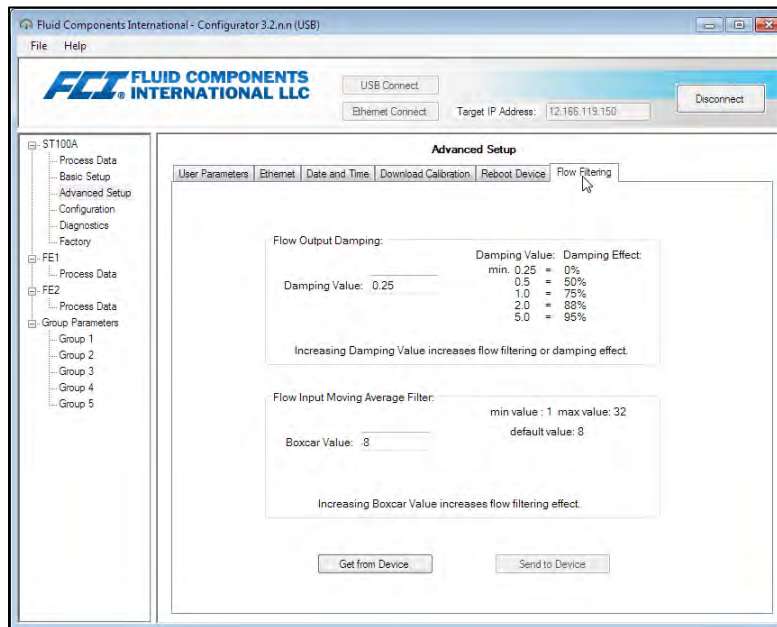 Fluid Components International - Configurator 3.2.n.n (USB)
File Help
FCI. FLUID COMPONENTS
INTERNATIONAL LLC
USB Connect
Ethernet Connect
Target IP Address: 12.166.119.150
Disconnect
ST100A
Process Data
Basic Setup
Advanced Setup
Configuration
Diagnostics
Factory
FE1
Process Data
FE2
Process Data
Group Parameters
Group 1
Group 2
Group 3
Group 4
Group 5
Advanced Setup
User Parameters Ethernet Date and Time Download Calibration Reboot Device Flow Filtering
Flow Output Damping:
Damping Value: 0.25
Damping Value: Damping Effect:
min. 0.25 = 0%
0.5 = 50%
1.0 = 75%
2.0 = 88%
5.0 = 95%
Increasing Damping Value increases flow filtering or damping effect.
Flow Input Moving Average Filter:
min value : 1 max value: 32
default value: 8
Boxcar Value: 8
Increasing Boxcar Value increases flow filtering effect.
Get from Device
Send to Device